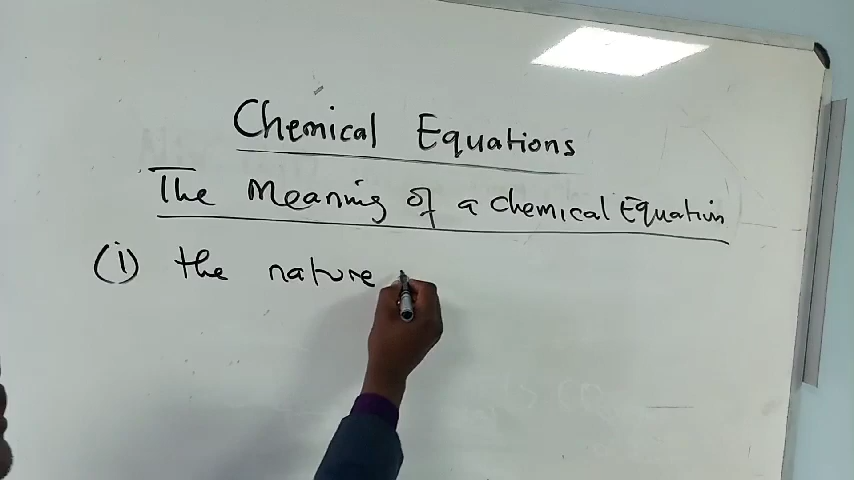 Chemical Equations
The Meaning of a chemical Equation
(i) the nature